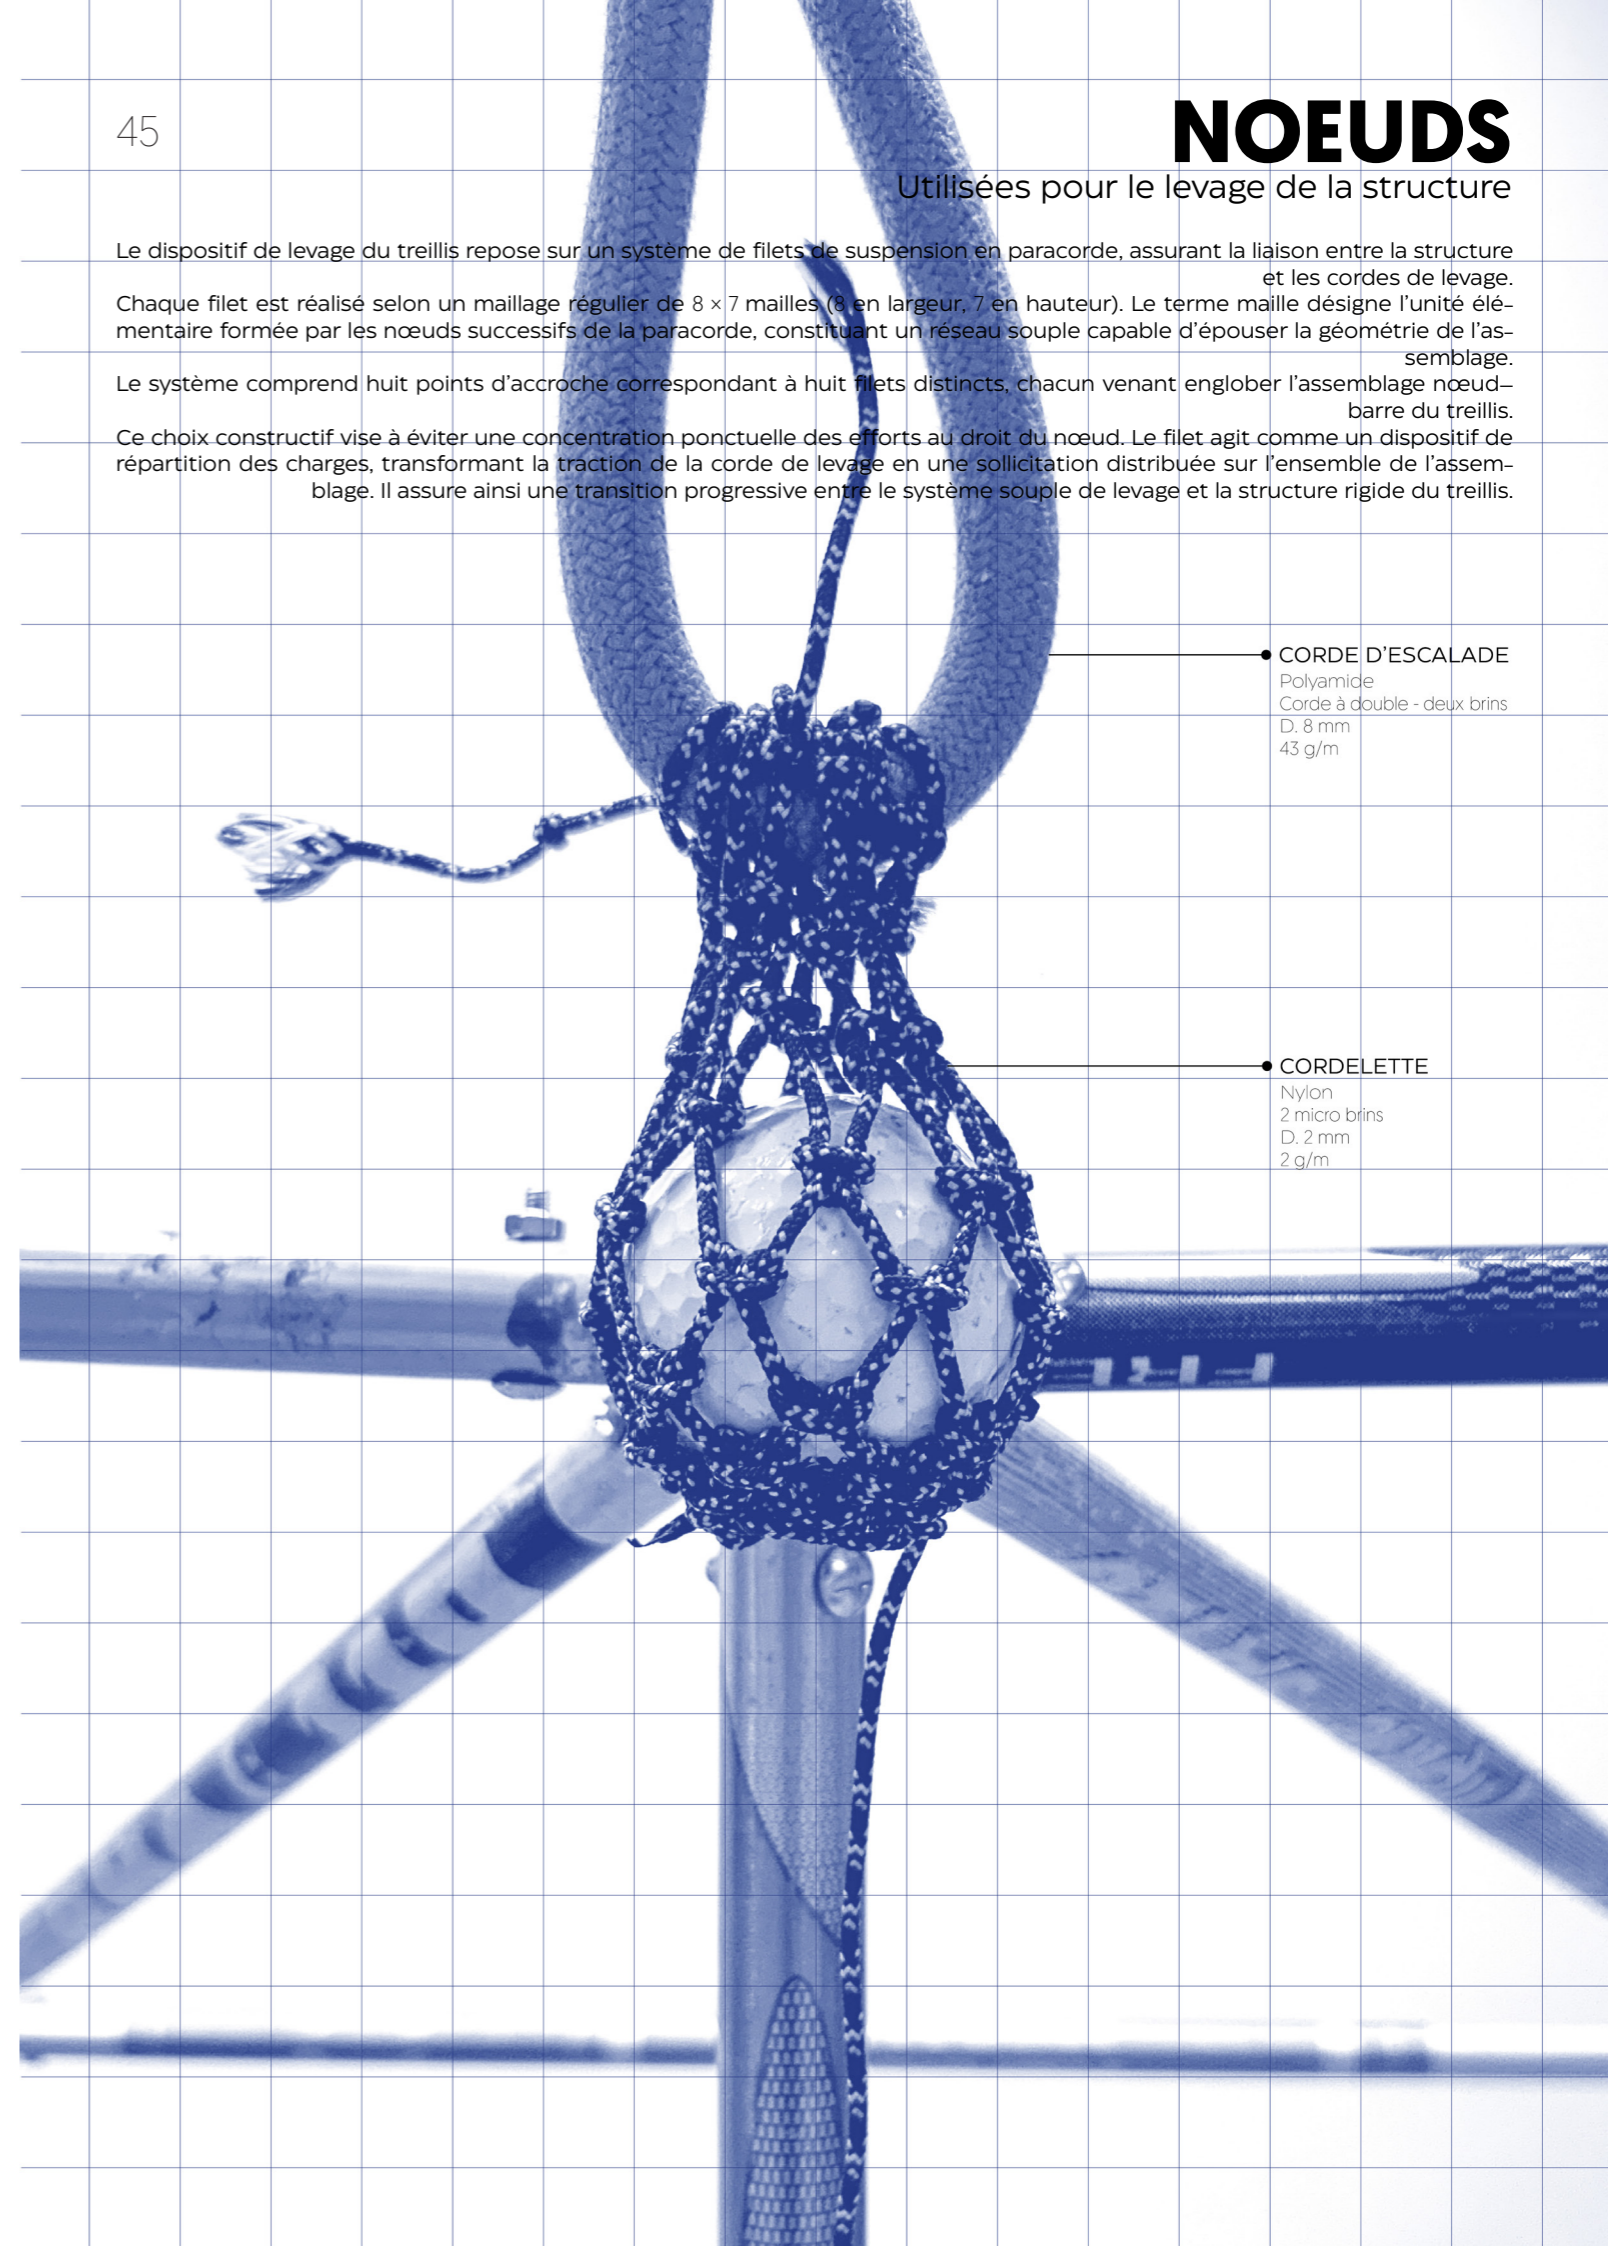 45
NOEUDS
Utilisées pour le levage de la structure
Le dispositif de levage du treillis repose sur un système de filets de suspension en paracorde, assurant la liaison entre la structure
et les cordes de levage.
Chaque filet est réalisé selon un maillage régulier de 8 × 7 mailles (8 en largeur, 7 en hauteur). Le terme maille désigne l'unité élé-
mentaire formée par les nœuds successifs de la paracorde, constituant un réseau souple capable d'épouser la géométrie de l'as-
semblage.
Le système comprend huit points d'accroche correspondant à huit filets distincts, chacun venant englober l'assemblage nœud–
barre du treillis.
Ce choix constructif vise à éviter une concentration ponctuelle des efforts au droit du nœud. Le filet agit comme un dispositif de
répartition des charges, transformant la traction de la corde de levage en une sollicitation distribuée sur l'ensemble de l'assem-
blage. Il assure ainsi une transition progressive entre le système souple de levage et la structure rigide du treillis.
CORDE D'ESCALADE
Polyamide
Corde à double - deux brins
D. 8 mm
43 g/m
CORDELETTE
Nylon
2 micro brins
D. 2 mm
2 g/m